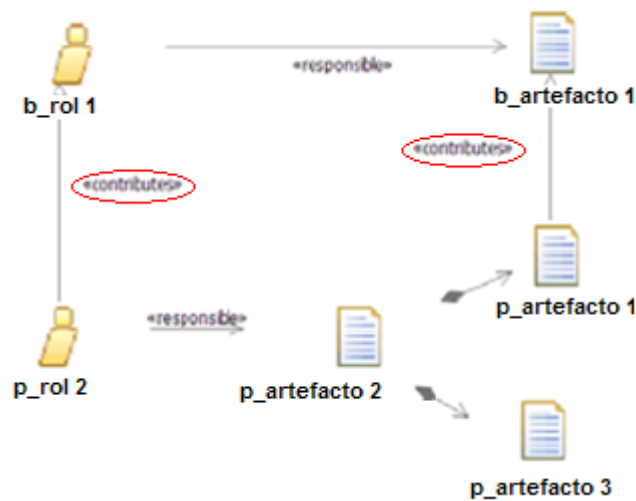 «responsible»
b_rol 1
b_artefacto 1
«contributes»
«contributes»
«responsible»
p_artefacto 1
p_rol 2
p_artefacto 2
p_artefacto 3